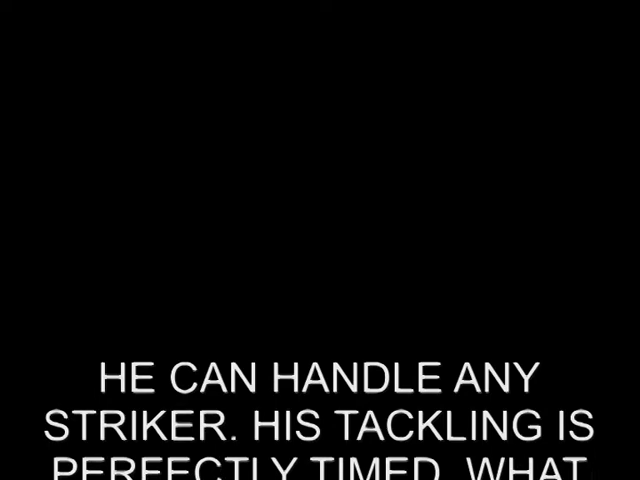 HE CAN HANDLE ANY
STRIKER. HIS TACKLING IS
PERFECTLY TIMED. WHAT